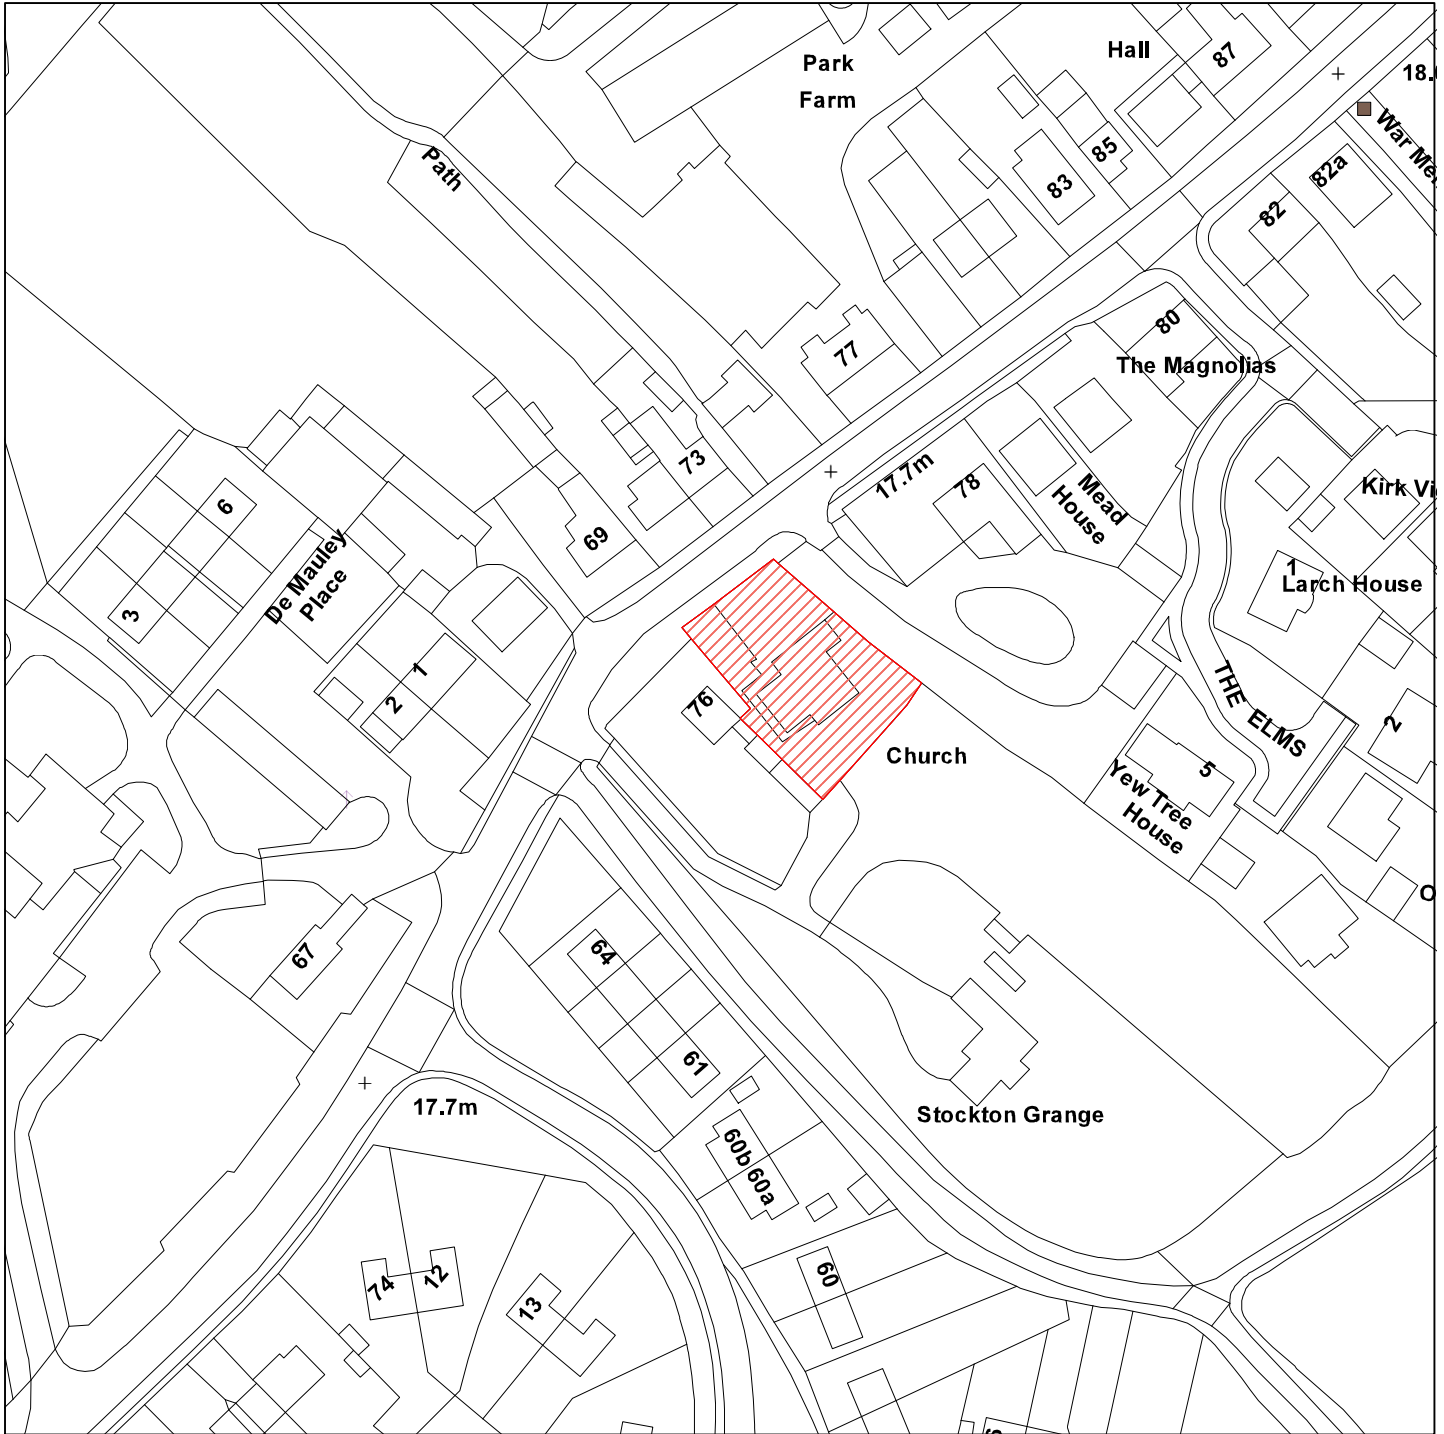 Park
Farm
Hall
87
18.
War Me
85
83
82a
82
Path
80
The Magnolias
77
73
17.7m
78
Mead
House
Kirk Vi
69
6
De Mauley
Place
3
1
Larch House
1
2
76
THE ELMS
2
Church
5
Yew Tree
House
O
64
67
61
17.7m
Stockton Grange
60b
60a
60
74
12
13